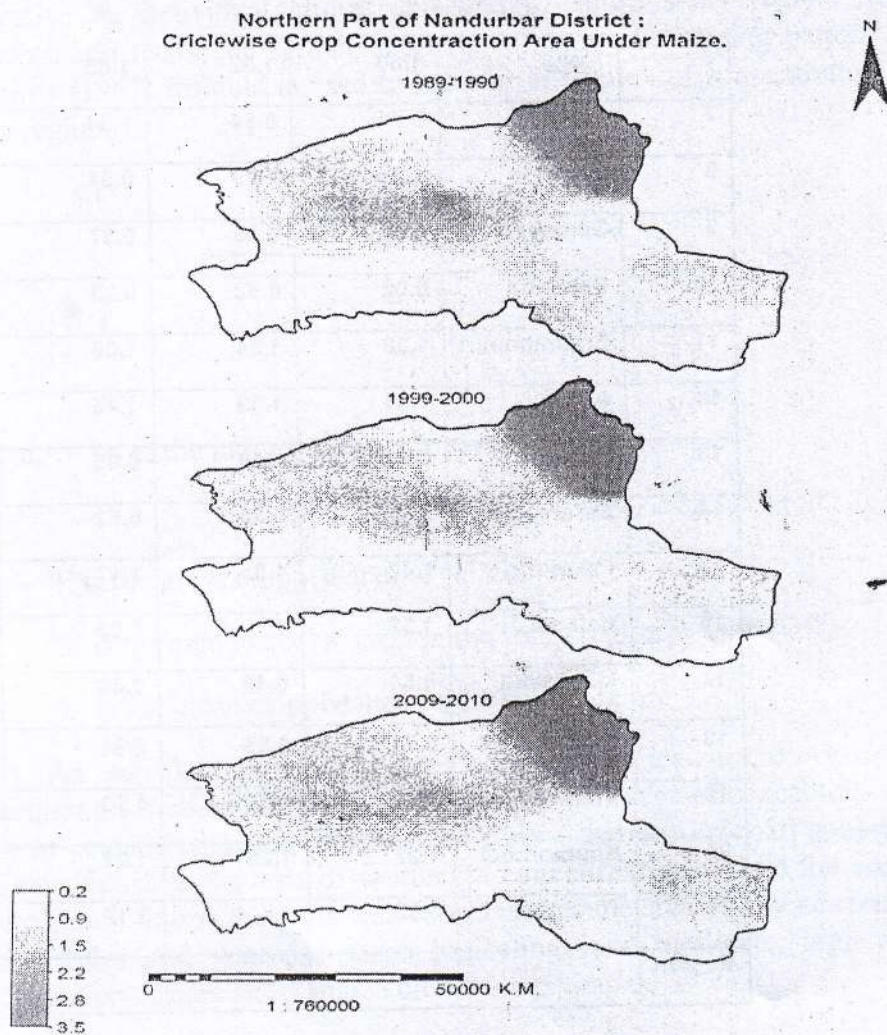 Northern Part of Nandurbar District :
Criclewise Crop Concentraction Area Under Maize.
N
1989-1990
1999-2000
2009-2010
0.2
0.9
1.5
2.2
2.8
3.5
0 50000 K.M.
1 : 760000